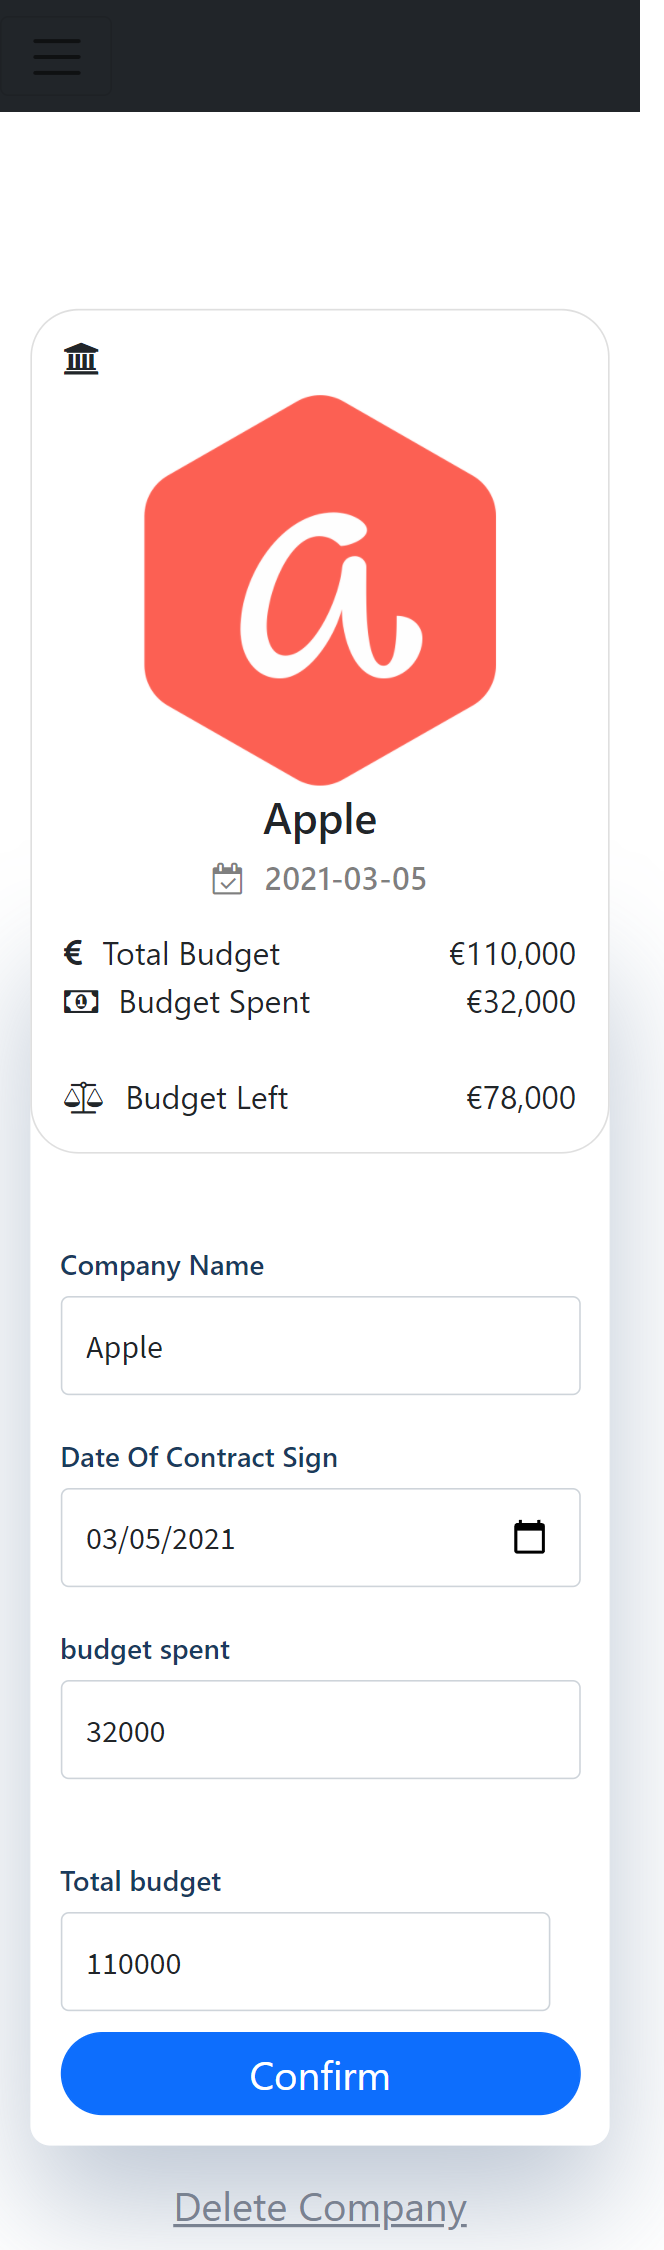 a
Apple
2021-03-05
€ Total Budget €110,000
Budget Spent €32,000
Budget Left €78,000
Company Name
Apple
Date Of Contract Sign
03/05/2021
budget spent
32000
Total budget
110000
Confirm
Delete Company